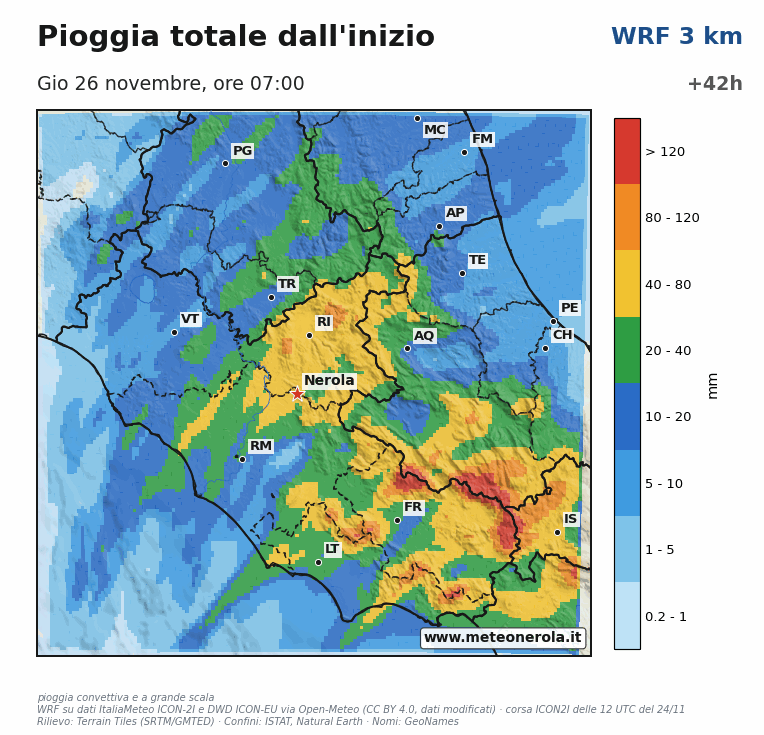 Pioggia totale dall'inizio
WRF 3 km
Gio 26 novembre, ore 07:00
+42h
MC
FM
PG
AP
TE
TR
PE
VT
RI
AQ
CH
Nerola
RM
FR
IS
LT
www.meteonerola.it
> 120
80 - 120
40 - 80
20 - 40
10 - 20
5 - 10
1 - 5
0.2 - 1
mm
pioggia convettiva e a grande scala
WRF su dati ItaliaMeteo ICON-2I e DWD ICON-EU via Open-Meteo (CC BY 4.0, dati modificati) · corsa ICON2I delle 12 UTC del 24/11
Rilievo: Terrain Tiles (SRTM/GMTED) · Confini: ISTAT, Natural Earth · Nomi: GeoNames